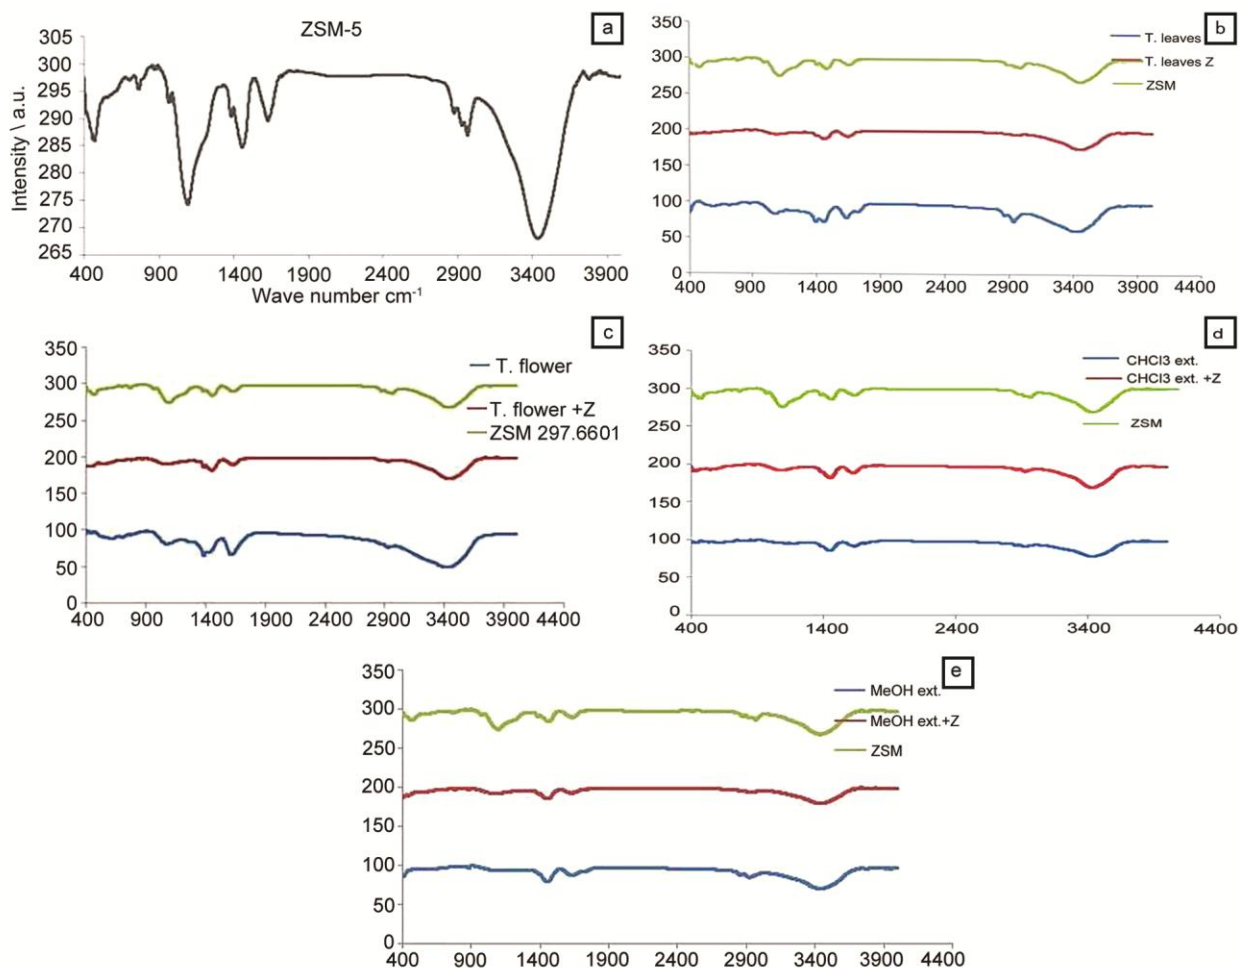 ZSM-5
a
305
300
295
290
285
280
275
270
265
Intensity \ a.u.
400 900 1400 1900 2400 2900 3400 3900
Wave number cm⁻¹
b
350
300
250
200
150
100
50
0
T. leaves
T. leaves Z
ZSM
400 900 1400 1900 2400 2900 3400 3900 4400
c
350
300
250
200
150
100
50
0
T. flower
T. flower +Z
ZSM 297.6601
400 900 1400 1900 2400 2900 3400 4400
d
350
300
250
200
150
100
50
0
CHCl3 ext.
CHCl3 ext. +Z
ZSM
400 1400 2400 3400 4400
e
350
300
250
200
150
100
50
0
MeOH ext.
MeOH ext.+Z
ZSM
400 900 1400 1900 2400 2900 3400 3900 4400